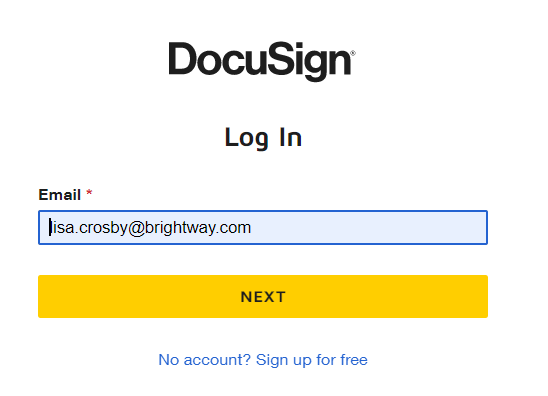 DocuSign®
Log In
Email *
lisa.crosby@brightway.com
NEXT
No account? Sign up for free